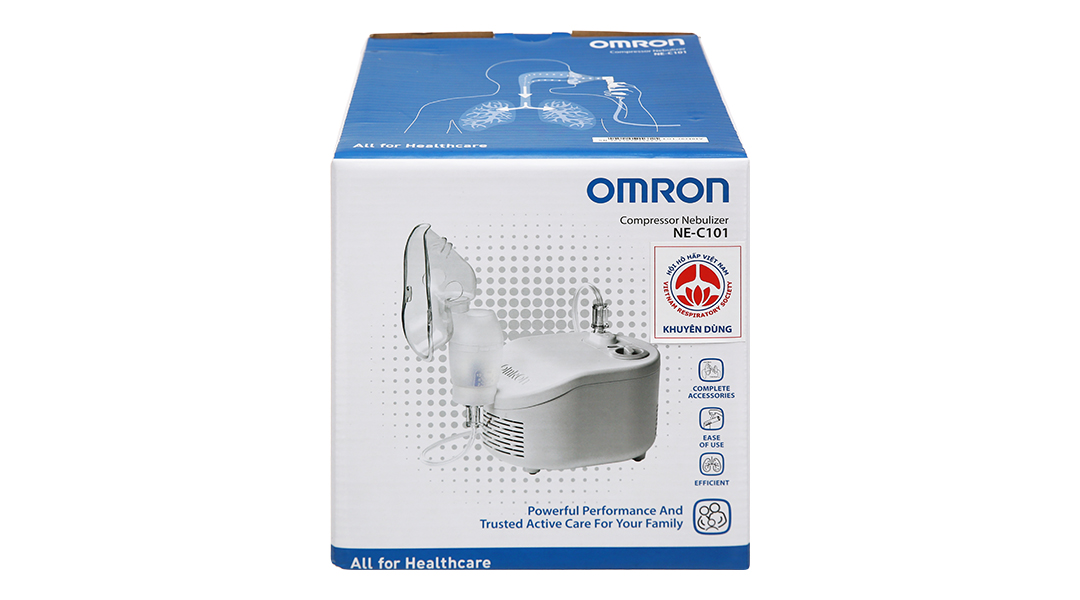 OMRON
Compressor Nebulizer
NE-C101
All for Healthcare
OMRON
Compressor Nebulizer
NE-C101
HỘI HÔ HẤP VIỆT NAM
VIETNAM RESPIRATORY SOCIETY
KHUYÊN DÙNG
OMRON
COMPLETE
ACCESSORIES
EASE
OF USE
EFFICIENT
Powerful Performance And
Trusted Active Care For Your Family
All for Healthcare